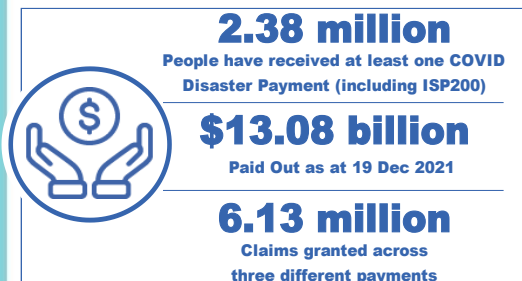 2.38 million
People have received at least one COVID
Disaster Payment (including ISP200)
$
$13.08 billion
Paid Out as at 19 Dec 2021
6.13 million
Claims granted across
three different payments